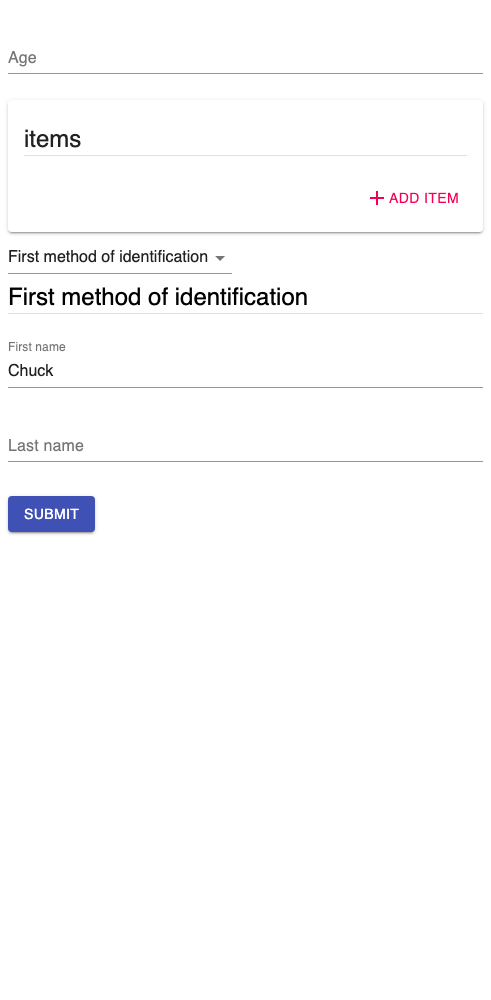 Age
items
ADD ITEM
First method of identification
First method of identification
First name
Chuck
Last name
SUBMIT